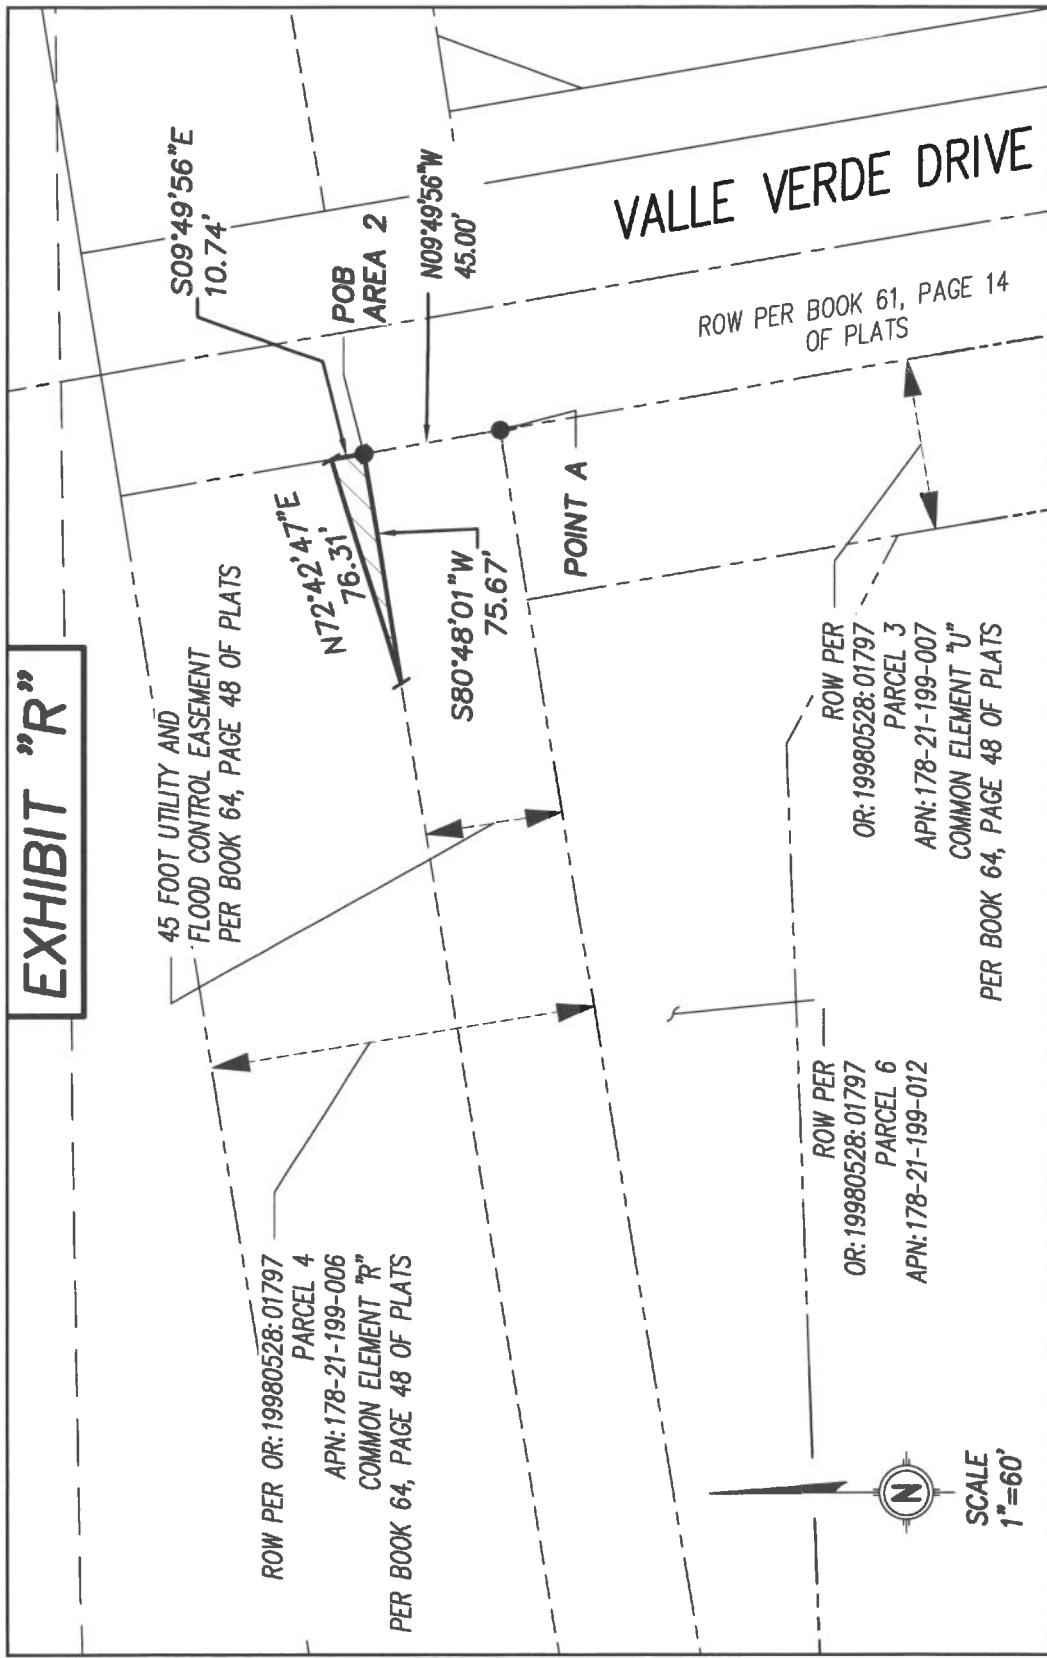 EXHIBIT "R"
45 FOOT UTILITY AND
FLOOD CONTROL EASEMENT
PER BOOK 64, PAGE 48 OF PLATS
S09°49'56"E
10.74'
POB
AREA 2
N09°49'56"W
45.00'
N72°42'47"E
76.31'
S80°48'01"W
75.67'
POINT A
VALLE VERDE DRIVE
ROW PER BOOK 61, PAGE 14
OF PLATS
ROW PER OR:19980528:01797
PARCEL 4
APN:178-21-199-006
COMMON ELEMENT "R"
PER BOOK 64, PAGE 48 OF PLATS
ROW PER
OR:19980528:01797
PARCEL 3
APN:178-21-199-007
COMMON ELEMENT "U"
PER BOOK 64, PAGE 48 OF PLATS
ROW PER
OR:19980528:01797
PARCEL 6
APN:178-21-199-012
N
SCALE
1"=60'